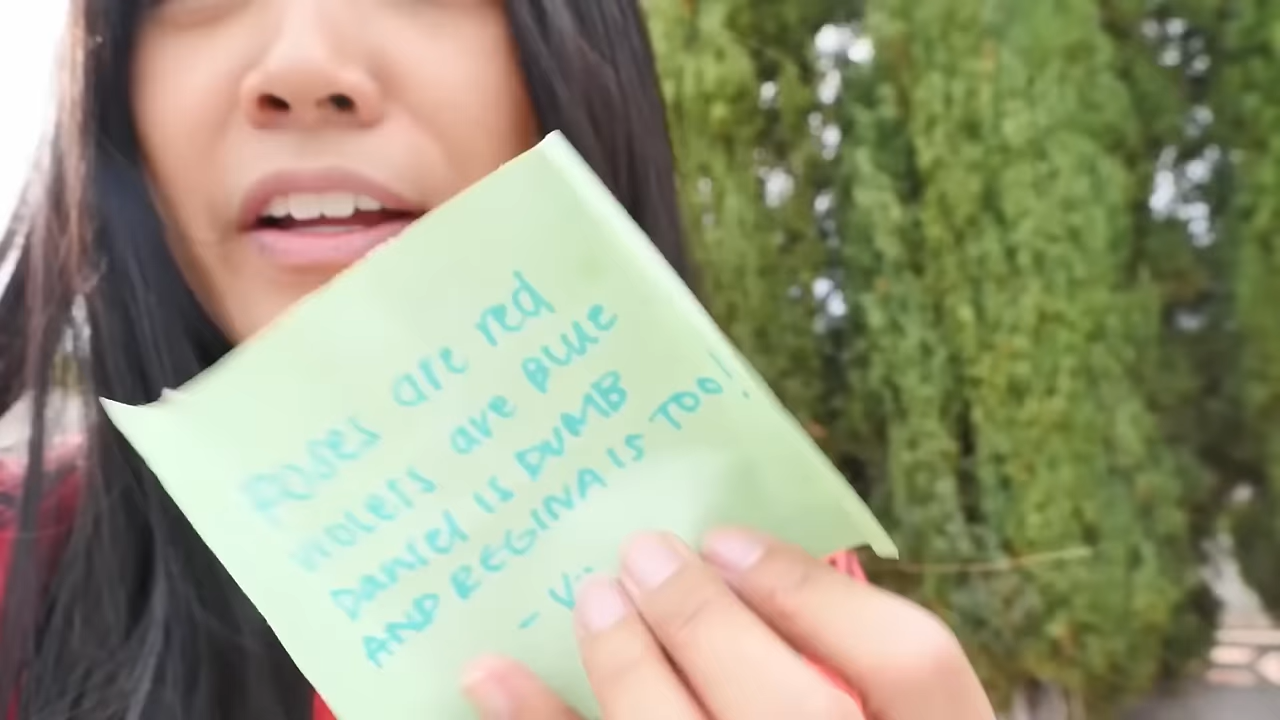 Roses are red
violets are BLUE
Daniel is DUMB
AND REGINA IS TOO!